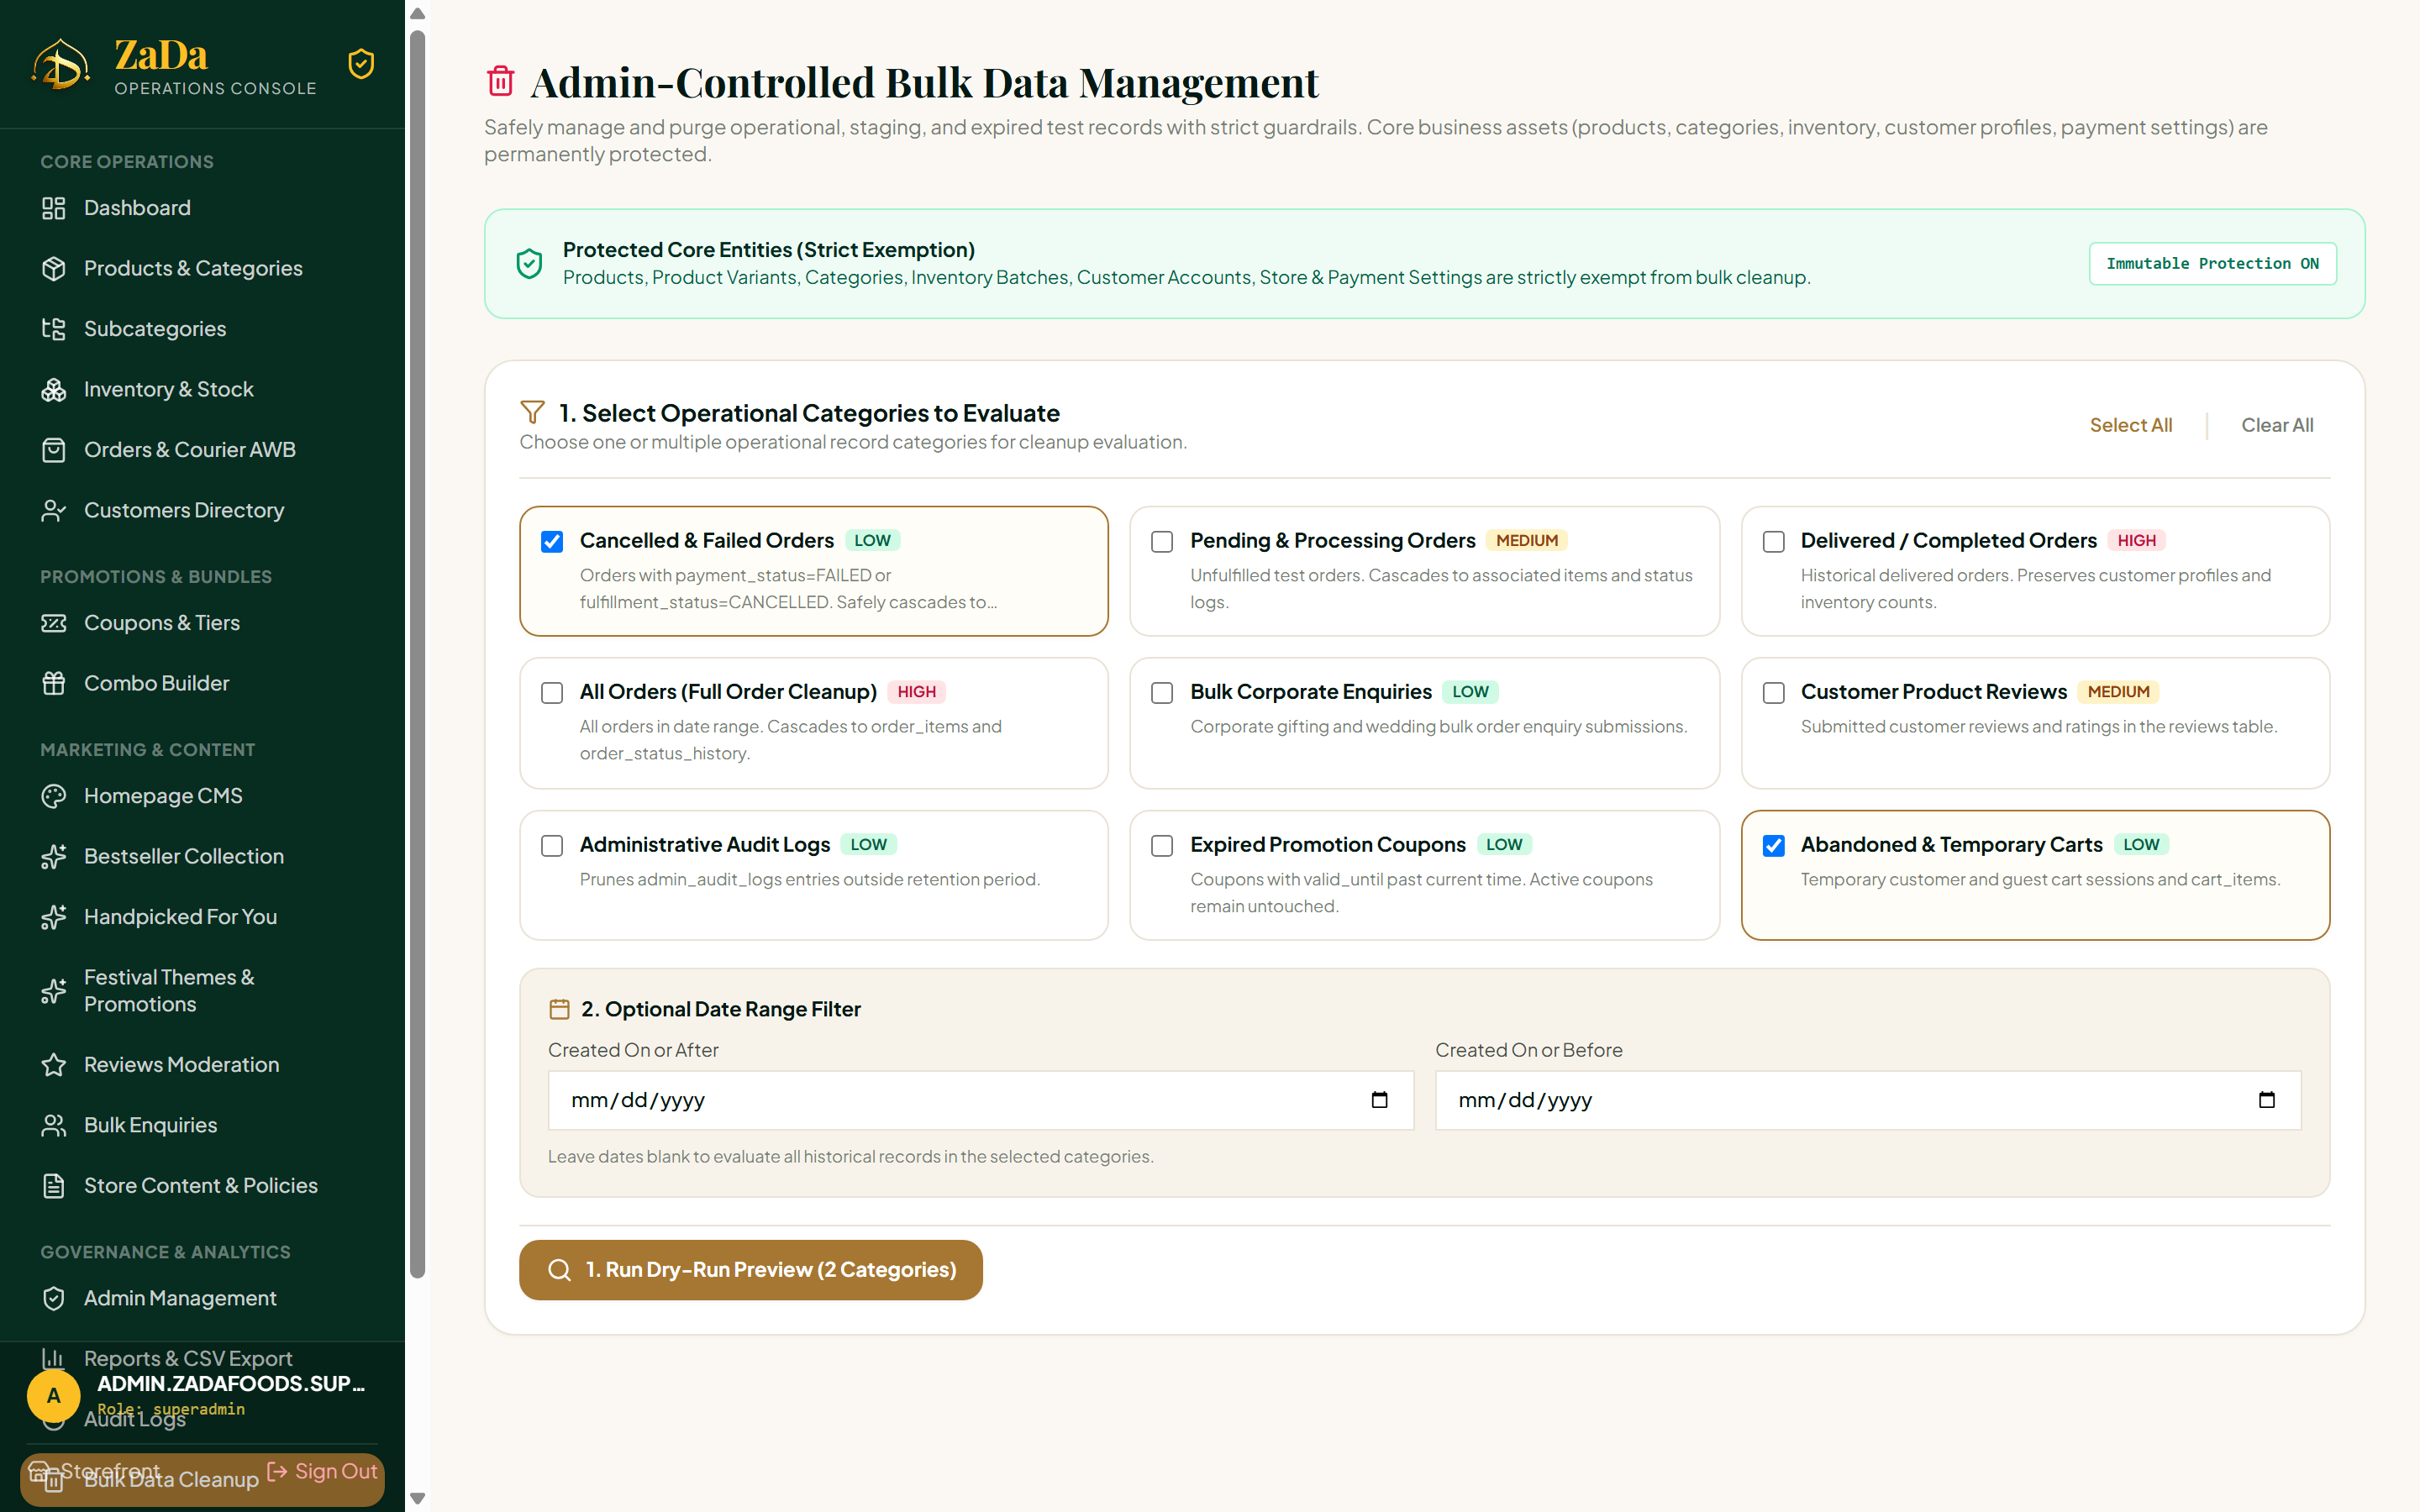 ZaDa
OPERATIONS CONSOLE
CORE OPERATIONS
Dashboard
Products & Categories
Subcategories
Inventory & Stock
Orders & Courier AWB
Customers Directory
PROMOTIONS & BUNDLES
Coupons & Tiers
Combo Builder
MARKETING & CONTENT
Homepage CMS
Bestseller Collection
Handpicked For You
Festival Themes &
Promotions
Reviews Moderation
Bulk Enquiries
Store Content & Policies
GOVERNANCE & ANALYTICS
Admin Management
Reports & CSV Export
A
ADMIN.ZADAFOODS.SUP...
Role: superadmin
Audit Logs
Storefront
Sign Out
Bulk Data Cleanup
Admin-Controlled Bulk Data Management
Safely manage and purge operational, staging, and expired test records with strict guardrails. Core business assets (products, categories, inventory, customer profiles, payment settings) are
permanently protected.
Protected Core Entities (Strict Exemption)
Products, Product Variants, Categories, Inventory Batches, Customer Accounts, Store & Payment Settings are strictly exempt from bulk cleanup.
Immutable Protection ON
1. Select Operational Categories to Evaluate
Choose one or multiple operational record categories for cleanup evaluation.
Select All
Clear All
Cancelled & Failed Orders LOW
Orders with payment_status=FAILED or
fulfillment_status=CANCELLED. Safely cascades to...
Pending & Processing Orders MEDIUM
Unfulfilled test orders. Cascades to associated items and status
logs.
Delivered / Completed Orders HIGH
Historical delivered orders. Preserves customer profiles and
inventory counts.
All Orders (Full Order Cleanup) HIGH
All orders in date range. Cascades to order_items and
order_status_history.
Bulk Corporate Enquiries LOW
Corporate gifting and wedding bulk order enquiry submissions.
Customer Product Reviews MEDIUM
Submitted customer reviews and ratings in the reviews table.
Administrative Audit Logs LOW
Prunes admin_audit_logs entries outside retention period.
Expired Promotion Coupons LOW
Coupons with valid_until past current time. Active coupons
remain untouched.
Abandoned & Temporary Carts LOW
Temporary customer and guest cart sessions and cart_items.
2. Optional Date Range Filter
Created On or After
mm/dd/yyyy
Created On or Before
mm/dd/yyyy
Leave dates blank to evaluate all historical records in the selected categories.
1. Run Dry-Run Preview (2 Categories)